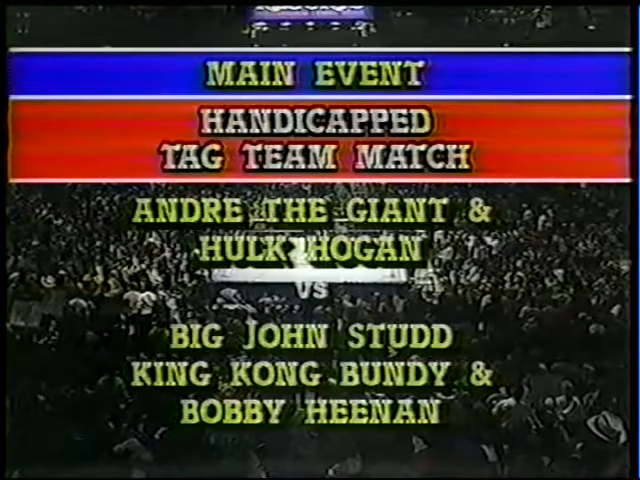 MAIN EVENT
HANDICAPPED
TAG TEAM MATCH
ANDRE THE GIANT &
HULK HOGAN
VS
BIG JOHN STUDD
KING KONG BUNDY &
BOBBY HEENAN